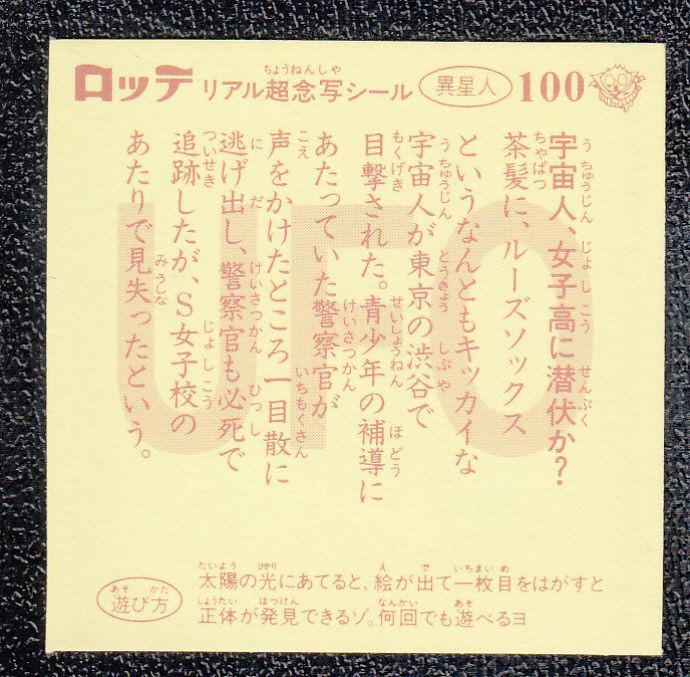 ロッテ リアル超念写シール 異星人 100
宇宙人、女子高に潜伏か?
茶髪に、ルーズソックス
というなんともキッカイな
宇宙人が東京の渋谷で
目撃された。青少年の補導に
あたっていた警察官が
声をかけたところ一目散に
逃げ出し、警察官も必死で
追跡したが、S女子校の
あたりで見失ったという。
UFO
遊び方
太陽の光にあてると、絵が出て一枚目をはがすと
正体が発見できるゾ。何回でも遊べるヨ